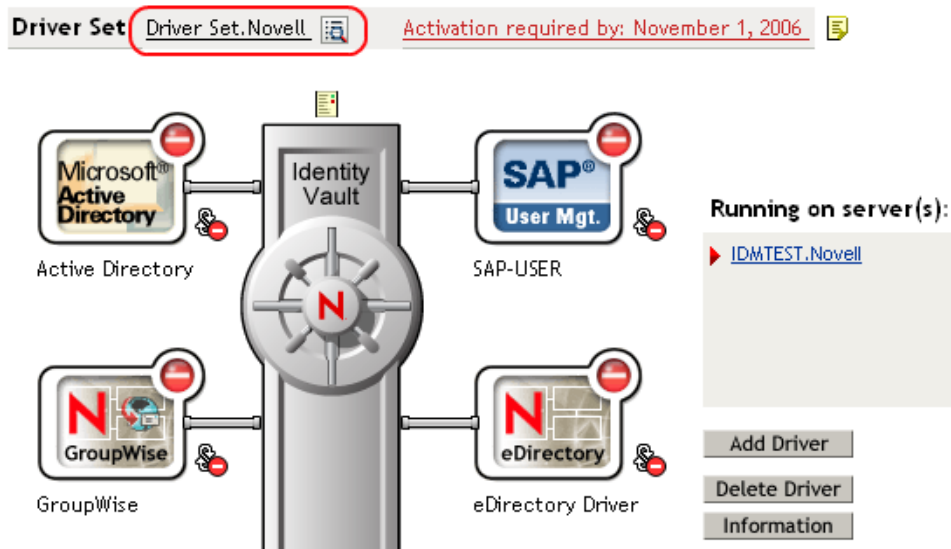 Driver Set Driver Set.Novell Activation required by: November 1, 2006
Microsoft®
Active
Directory
Active Directory
Identity
Vault
N
SAP®
User Mgt.
SAP-USER
Running on server(s):
IDMTEST.Novell
N
GroupWise
GroupWise
N
eDirectory
eDirectory Driver
Add Driver
Delete Driver
Information